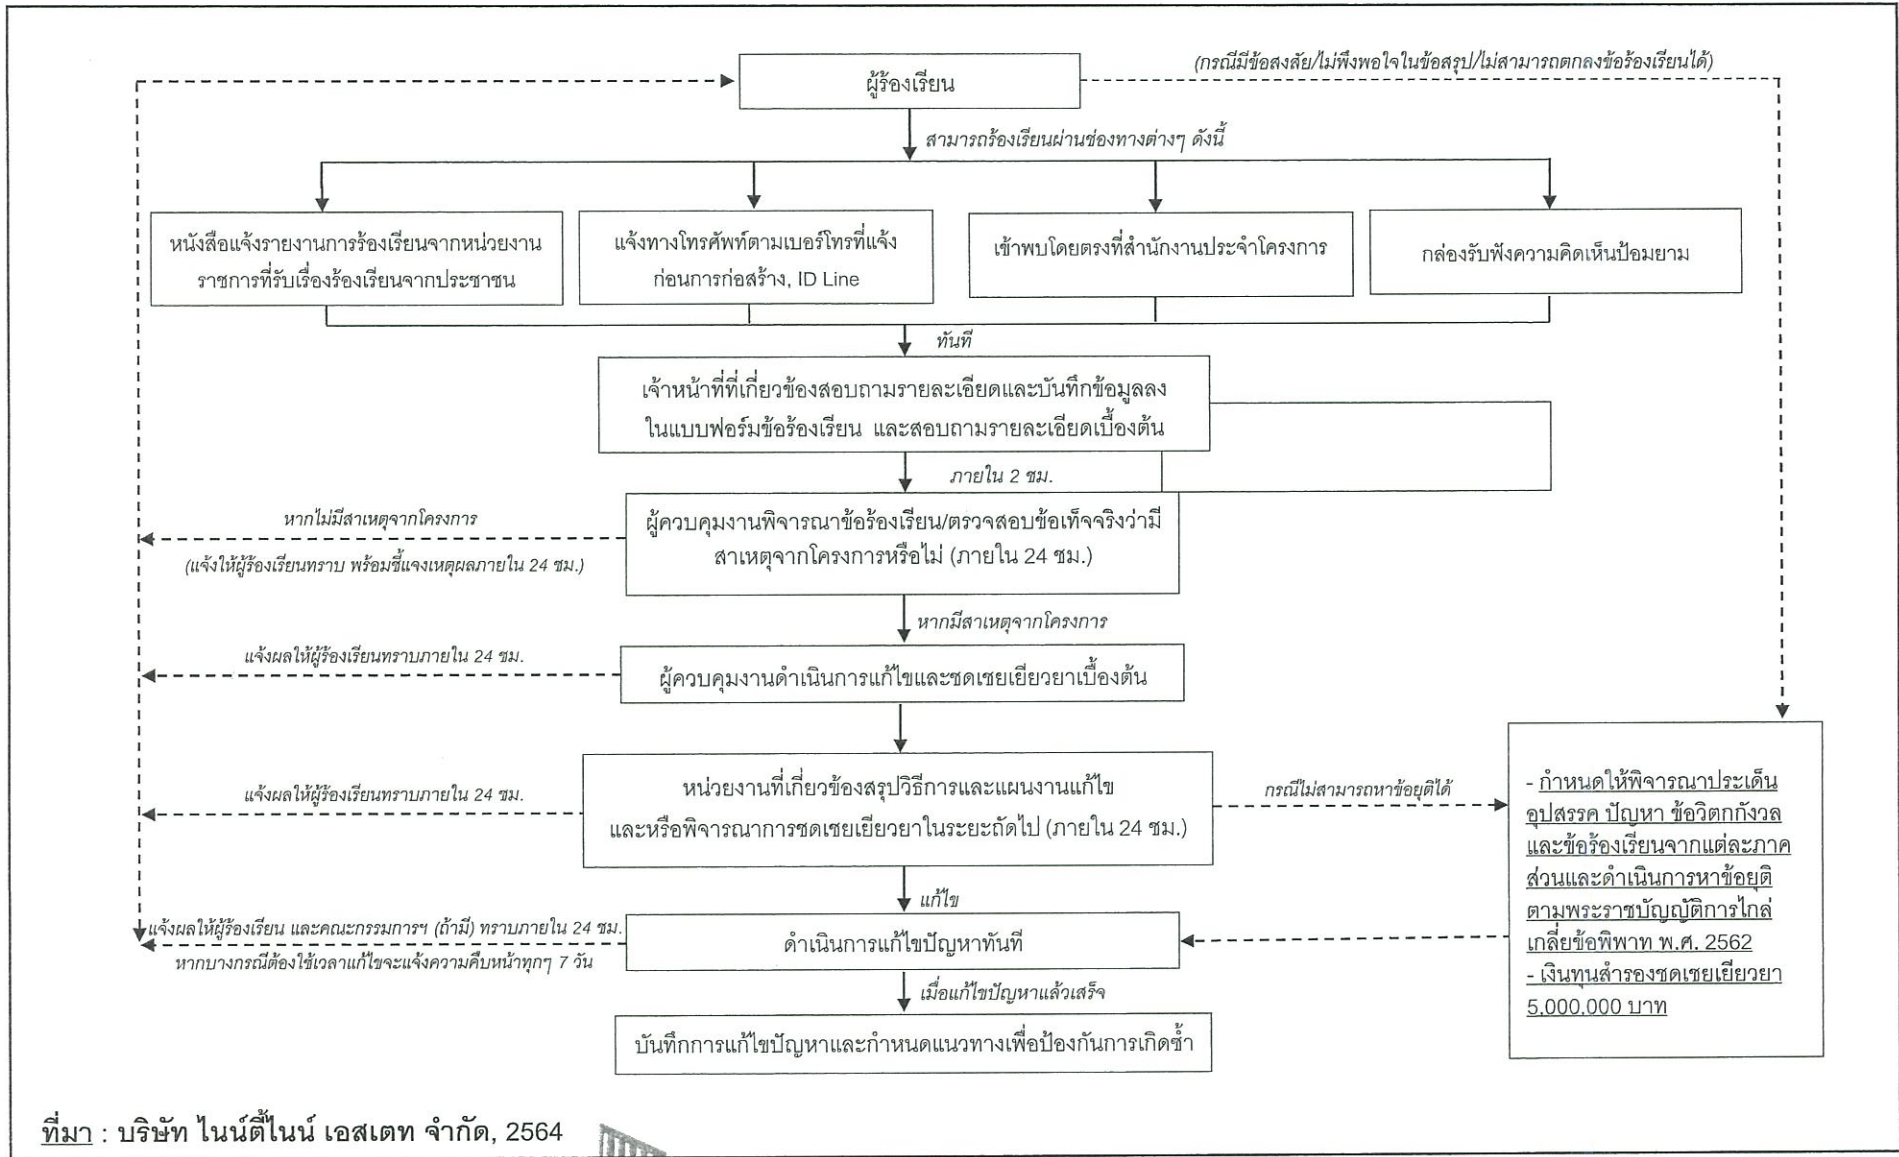 ผู้ร้องเรียน
(กรณีมีข้อสงสัย/ไม่พึงพอใจในข้อสรุป/ไม่สามารถตกลงข้อร้องเรียนได้)
สามารถร้องเรียนผ่านช่องทางต่างๆ ดังนี้
หนังสือแจ้งรายงานการร้องเรียนจากหน่วยงาน
ราชการที่รับเรื่องร้องเรียนจากประชาชน
แจ้งทางโทรศัพท์ตามเบอร์โทรที่แจ้ง
ก่อนการก่อสร้าง, ID Line
เข้าพบโดยตรงที่สำนักงานประจำโครงการ
กล่องรับฟังความคิดเห็นป้อมยาม
ทันที
เจ้าหน้าที่ที่เกี่ยวข้องสอบถามรายละเอียดและบันทึกข้อมูลลง
ในแบบฟอร์มข้อร้องเรียน และสอบถามรายละเอียดเบื้องต้น
ภายใน 2 ชม.
ผู้ควบคุมงานพิจารณาข้อร้องเรียน/ตรวจสอบข้อเท็จจริงว่ามี
สาเหตุจากโครงการหรือไม่ (ภายใน 24 ชม.)
หากไม่มีสาเหตุจากโครงการ
(แจ้งให้ผู้ร้องเรียนทราบ พร้อมชี้แจงเหตุผลภายใน 24 ชม.)
หากมีสาเหตุจากโครงการ
แจ้งผลให้ผู้ร้องเรียนทราบภายใน 24 ชม.
ผู้ควบคุมงานดำเนินการแก้ไขและชดเชยเยียวยาเบื้องต้น
แจ้งผลให้ผู้ร้องเรียนทราบภายใน 24 ชม.
หน่วยงานที่เกี่ยวข้องสรุปวิธีการและแผนงานแก้ไข
และหรือพิจารณาการชดเชยเยียวยาในระยะถัดไป (ภายใน 24 ชม.)
กรณีไม่สามารถหาข้อยุติได้
- กำหนดให้พิจารณาประเด็น
อุปสรรค ปัญหา ข้อวิตกกังวล
และข้อร้องเรียนจากแต่ละภาค
ส่วนและดำเนินการหาข้อยุติ
ตามพระราชบัญญัติการไกล่
เกลี่ยข้อพิพาท พ.ศ. 2562
- เงินทุนสำรองชดเชยเยียวยา
5,000,000 บาท
แก้ไข
แจ้งผลให้ผู้ร้องเรียน และคณะกรรมการฯ (ถ้ามี) ทราบภายใน 24 ชม.
หากบางกรณีต้องใช้เวลาแก้ไขจะแจ้งความคืบหน้าทุกๆ 7 วัน
ดำเนินการแก้ไขปัญหาทันที
เมื่อแก้ไขปัญหาแล้วเสร็จ
บันทึกการแก้ไขปัญหาและกำหนดแนวทางเพื่อป้องกันการเกิดซ้ำ
ที่มา : บริษัท ไนน์ตี้ไนน์ เอสเตท จำกัด, 2564